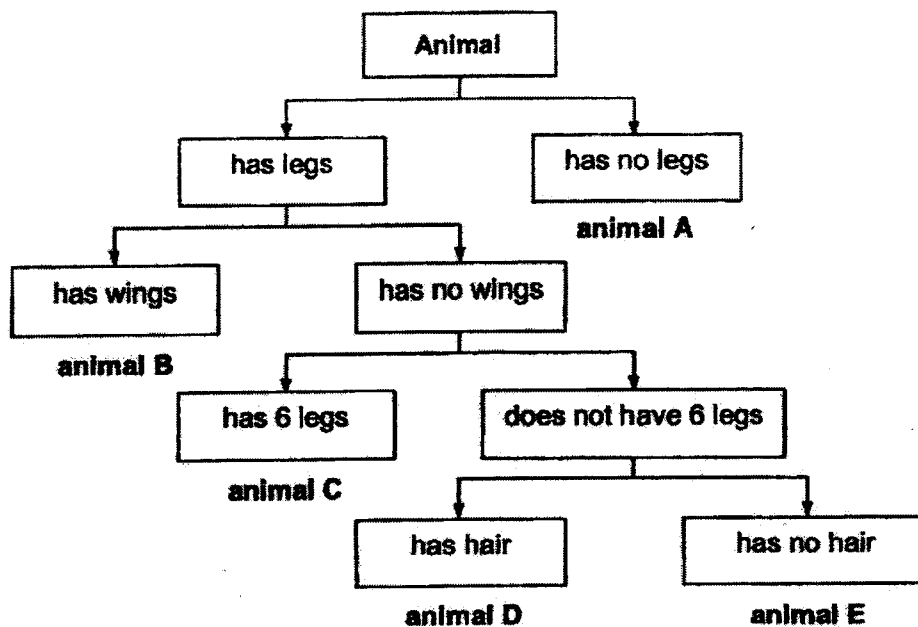 Animal
has legs
has no legs
animal A
has wings
has no wings
animal B
has 6 legs
does not have 6 legs
animal C
has hair
has no hair
animal D
animal E